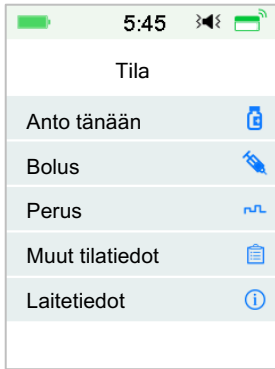 5:45
Tila
Anto tänään
Bolus
Perus
Muut tilatiedot
Laitetiedot